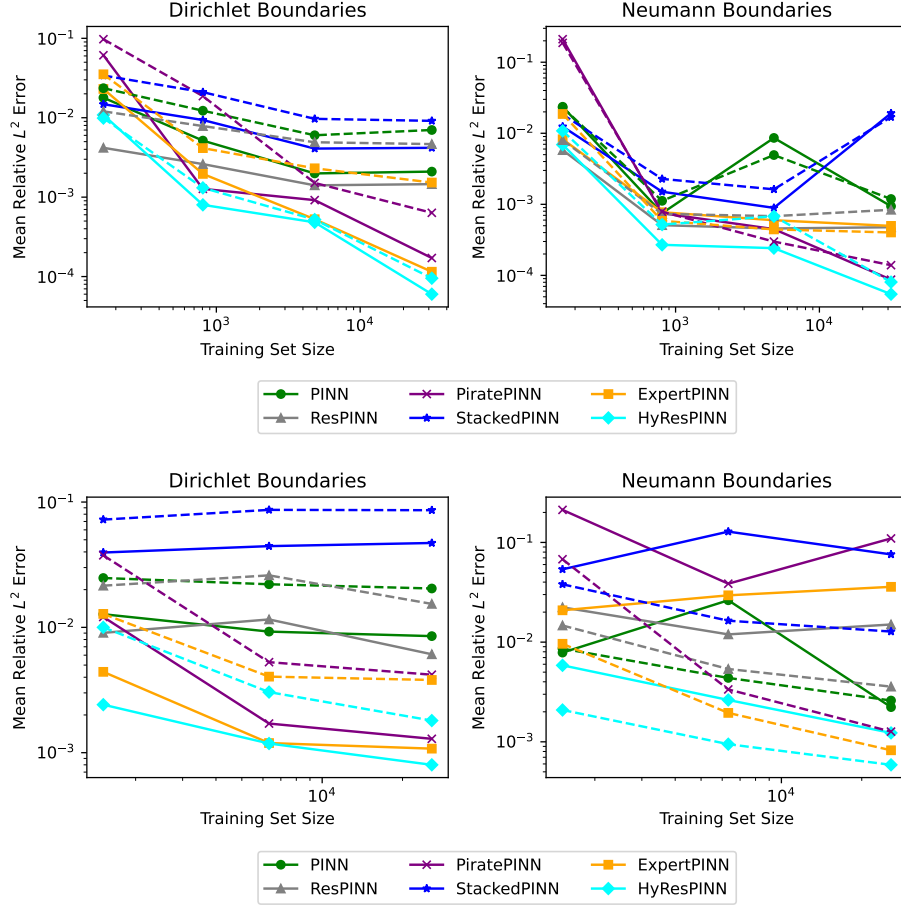 Dirichlet Boundaries
Neumann Boundaries
Mean Relative L² Error
10⁻¹
10⁻²
10⁻³
10⁻⁴
10³
10⁴
Training Set Size
Mean Relative L² Error
10⁻¹
10⁻²
10⁻³
10⁻⁴
10³
10⁴
Training Set Size
PINN
PiratePINN
ExpertPINN
ResPINN
StackedPINN
HyResPINN
Dirichlet Boundaries
Neumann Boundaries
Mean Relative L² Error
10⁻¹
10⁻²
10⁻³
10⁴
Training Set Size
Mean Relative L² Error
10⁻¹
10⁻²
10⁻³
10⁴
Training Set Size
PINN
PiratePINN
ExpertPINN
ResPINN
StackedPINN
HyResPINN